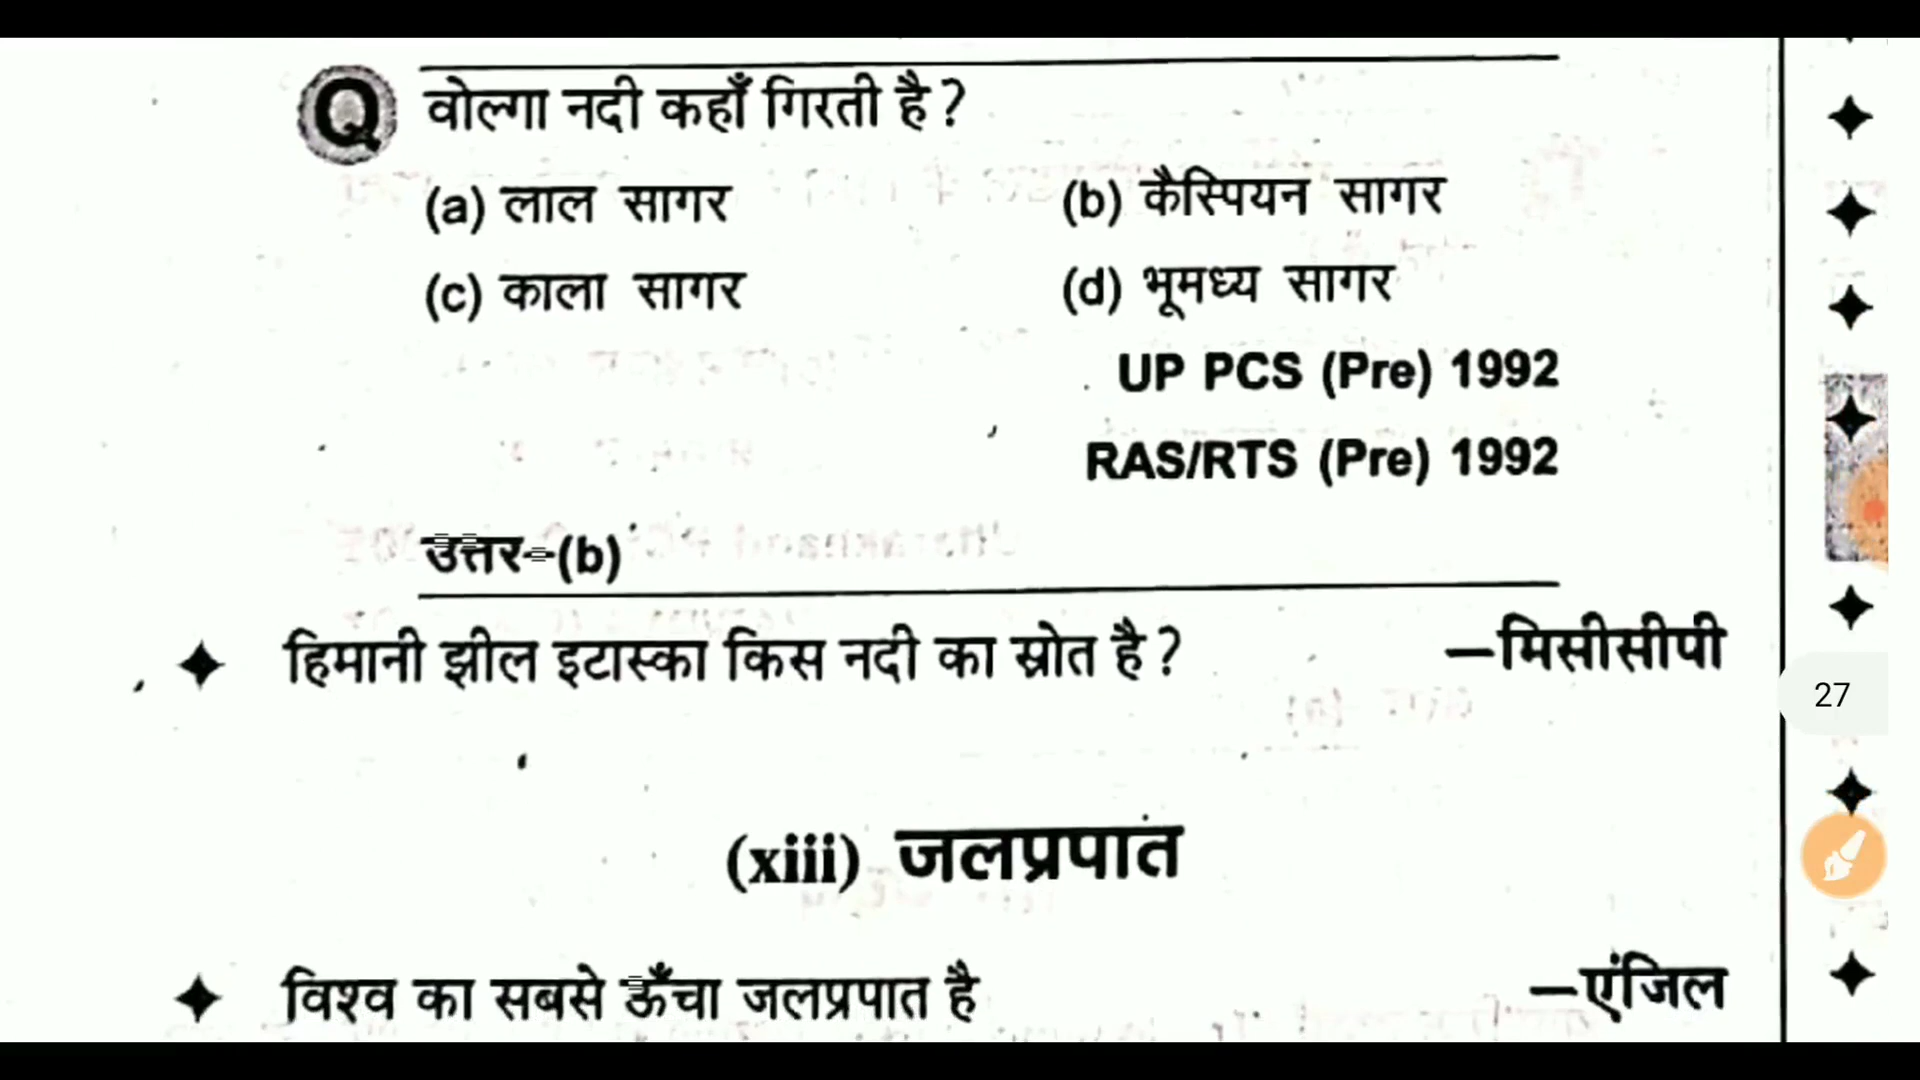 Q वोल्गा नदी कहाँ गिरती है?
(a) लाल सागर (b) कैस्पियन सागर
(c) काला सागर (d) भूमध्य सागर
UP PCS (Pre) 1992
RAS/RTS (Pre) 1992
उत्तर–(b)
हिमानी झील इटास्का किस नदी का स्रोत है? –मिसीसीपी
27
(xiii) जलप्रपात
विश्व का सबसे ऊँचा जलप्रपात है –एंजिल